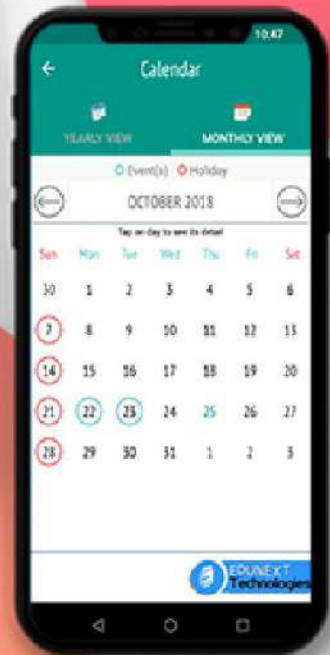 10:47
Calendar
YEARLY VIEW MONTHLY VIEW
Event(s) Holiday
OCTOBER 2018
Tap on day to see its detail
Sun Mon Tue Wed Thu Fri Sat
30 1 2 3 4 5 6
7 8 9 10 11 12 13
14 15 16 17 18 19 20
21 22 23 24 25 26 27
28 29 30 31 1 2 3
EDUNEXT
Technologies